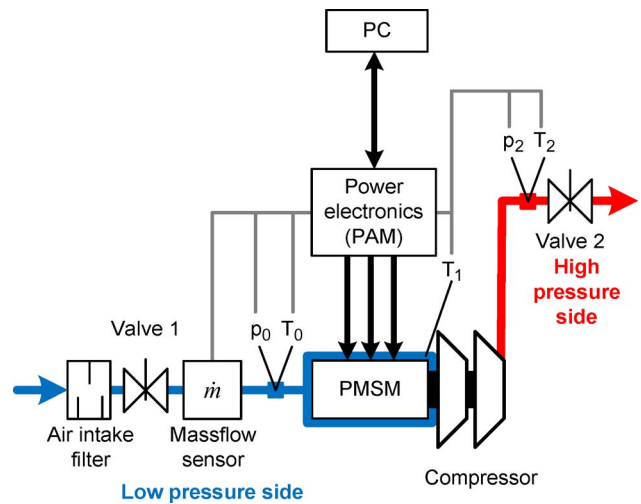 PC
p2 T2
Power
electronics
(PAM)
Valve 2
High
pressure
side
T1
Valve 1
p0 T0
ṁ
PMSM
Air intake
filter
Massflow
sensor
Compressor
Low pressure side